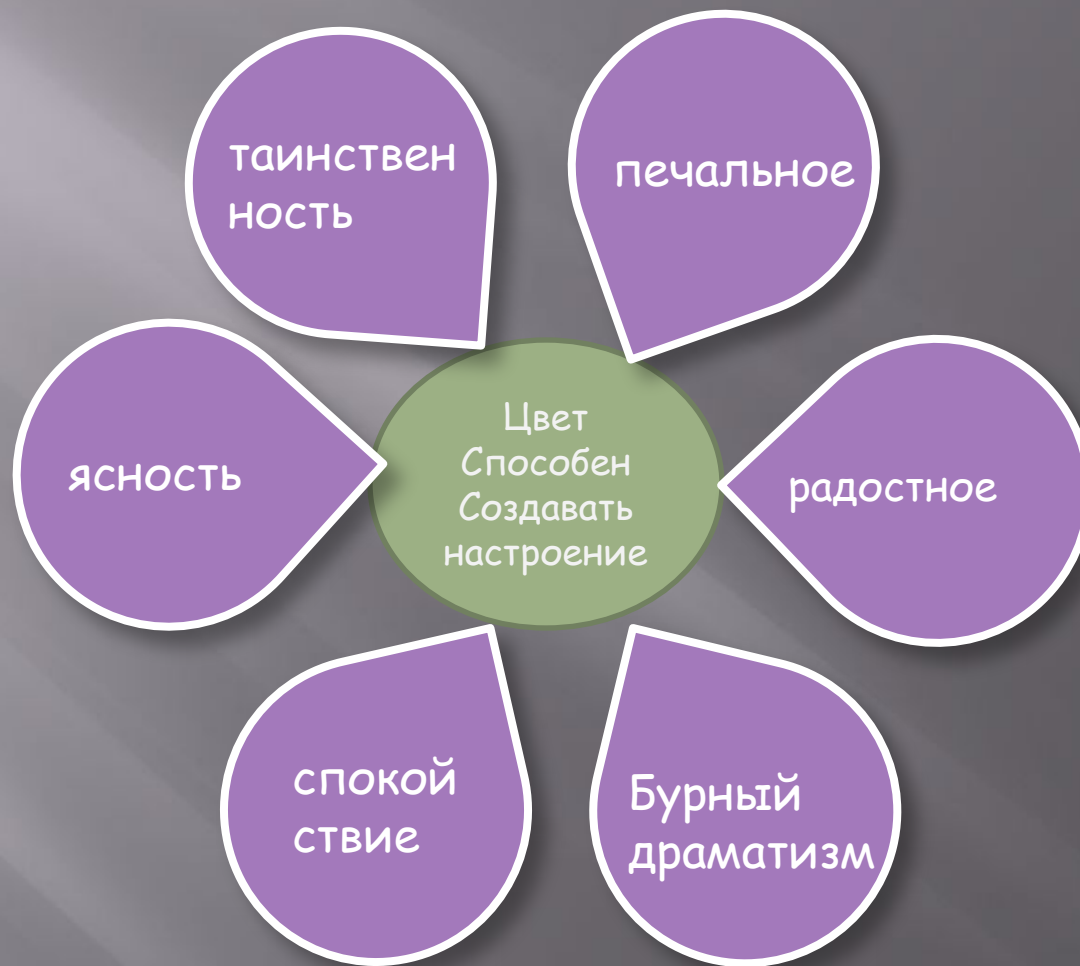 таинствен
ность
печальное
Цвет
Способен
Создавать
настроение
ясность
радостное
спокой
ствие
Бурный
драматизм